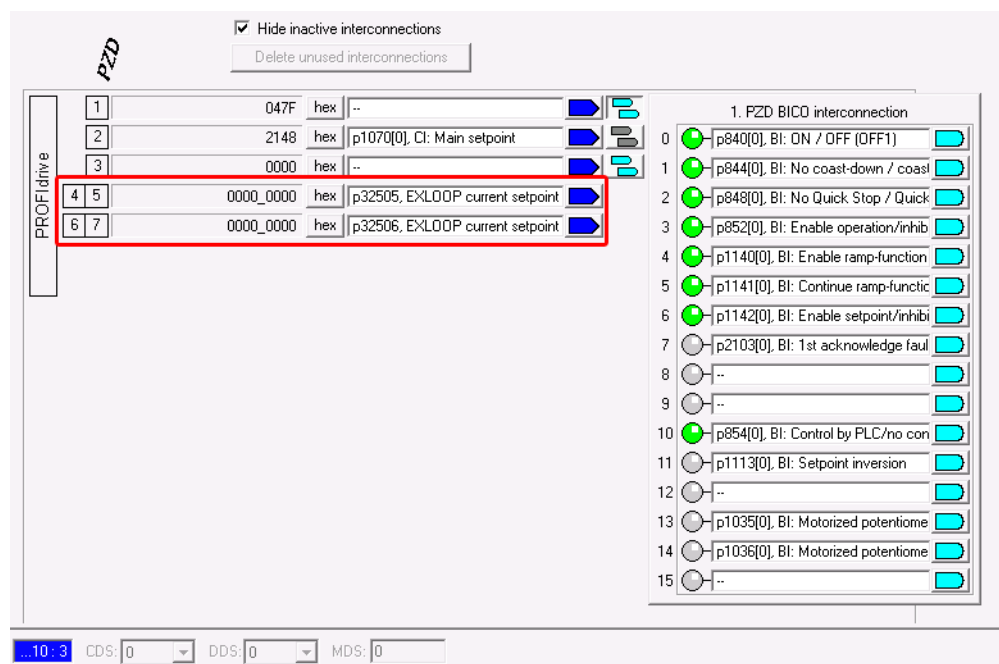 PZD
Hide inactive interconnections
Delete unused interconnections
PROFIdrive
1 047F hex --
2 2148 hex p1070[0], CI: Main setpoint
3 0000 hex --
4 5 0000_0000 hex p32505, EXLOOP current setpoint
6 7 0000_0000 hex p32506, EXLOOP current setpoint
1. PZD BICO interconnection
0 p840[0], BI: ON / OFF (OFF1)
1 p844[0], BI: No coast-down / coast
2 p848[0], BI: No Quick Stop / Quick
3 p852[0], BI: Enable operation/inhib
4 p1140[0], BI: Enable ramp-function
5 p1141[0], BI: Continue ramp-functic
6 p1142[0], BI: Enable setpoint/inhibi
7 p2103[0], BI: 1st acknowledge faul
8 --
9 --
10 p854[0], BI: Control by PLC/no con
11 p1113[0], BI: Setpoint inversion
12 --
13 p1035[0], BI: Motorized potentiome
14 p1036[0], BI: Motorized potentiome
15 --
...10 : 3 CDS: 0 DDS: 0 MDS: 0